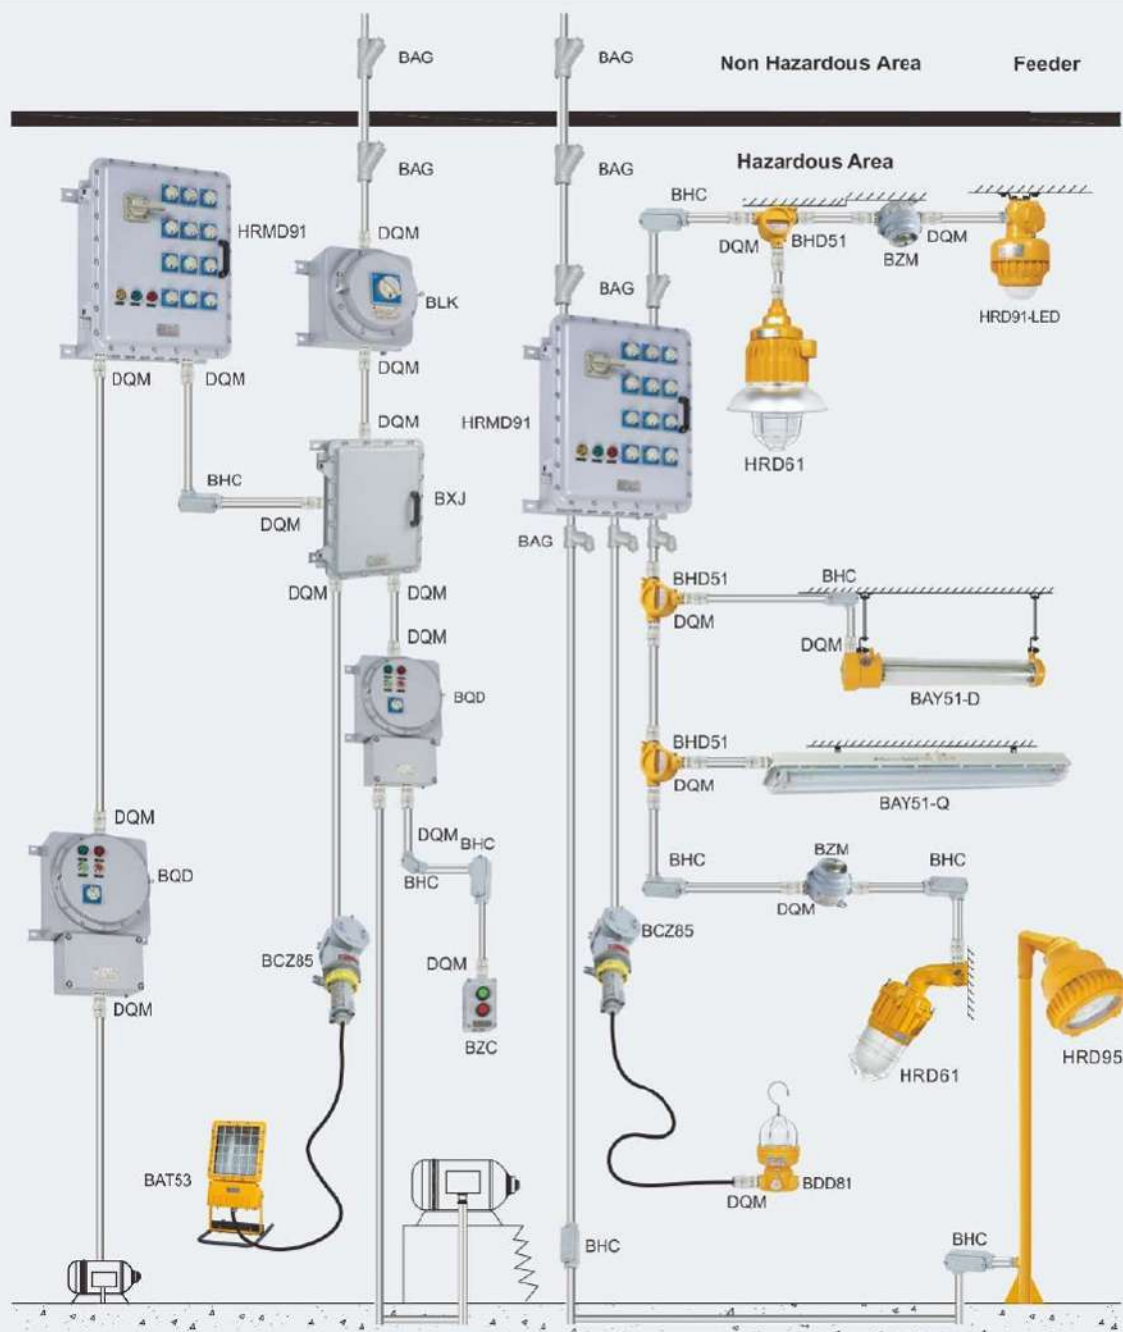 BAG
BAG
Non Hazardous Area
Feeder
BAG
BAG
Hazardous Area
BHC
HRMD91
DQM
DQM
BHD51
BZM
DQM
BLK
BAG
HRD91-LED
DQM
DQM
DQM
DQM
HRMD91
HRD61
BHC
DQM
BXJ
BAG
DQM
DQM
BHD51
DQM
BHC
DQM
DQM
BAY51-D
BQD
BHD51
DQM
BAY51-Q
DQM
DQM
BHC
BHC
BHC
BZM
DQM
BHC
BQD
BCZ85
BCZ85
DQM
DQM
BZC
HRD61
HRD95
BAT53
DQM
BDD81
BHC
BHC